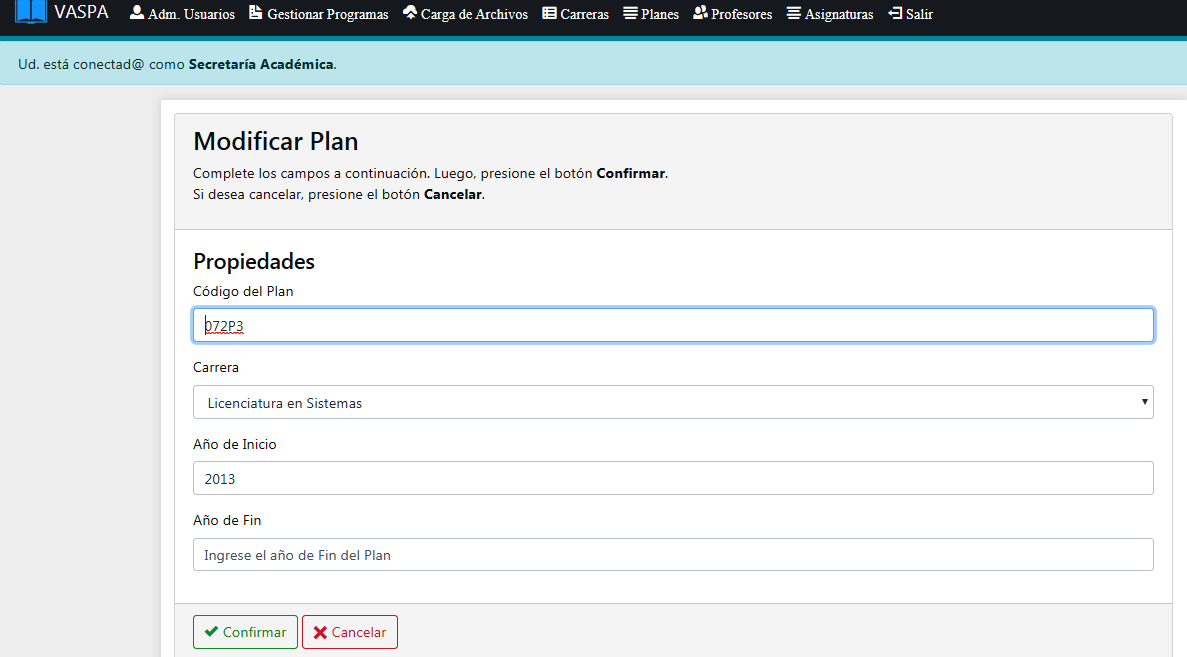 VASPA Adm. Usuarios Gestionar Programas Carga de Archivos Carreras Planes Profesores Asignaturas Salir
Ud. está conectad@ como Secretaría Académica.
Modificar Plan
Complete los campos a continuación. Luego, presione el botón Confirmar.
Si desea cancelar, presione el botón Cancelar.
Propiedades
Código del Plan
072P3
Carrera
Licenciatura en Sistemas
Año de Inicio
2013
Año de Fin
Ingrese el año de Fin del Plan
Confirmar Cancelar